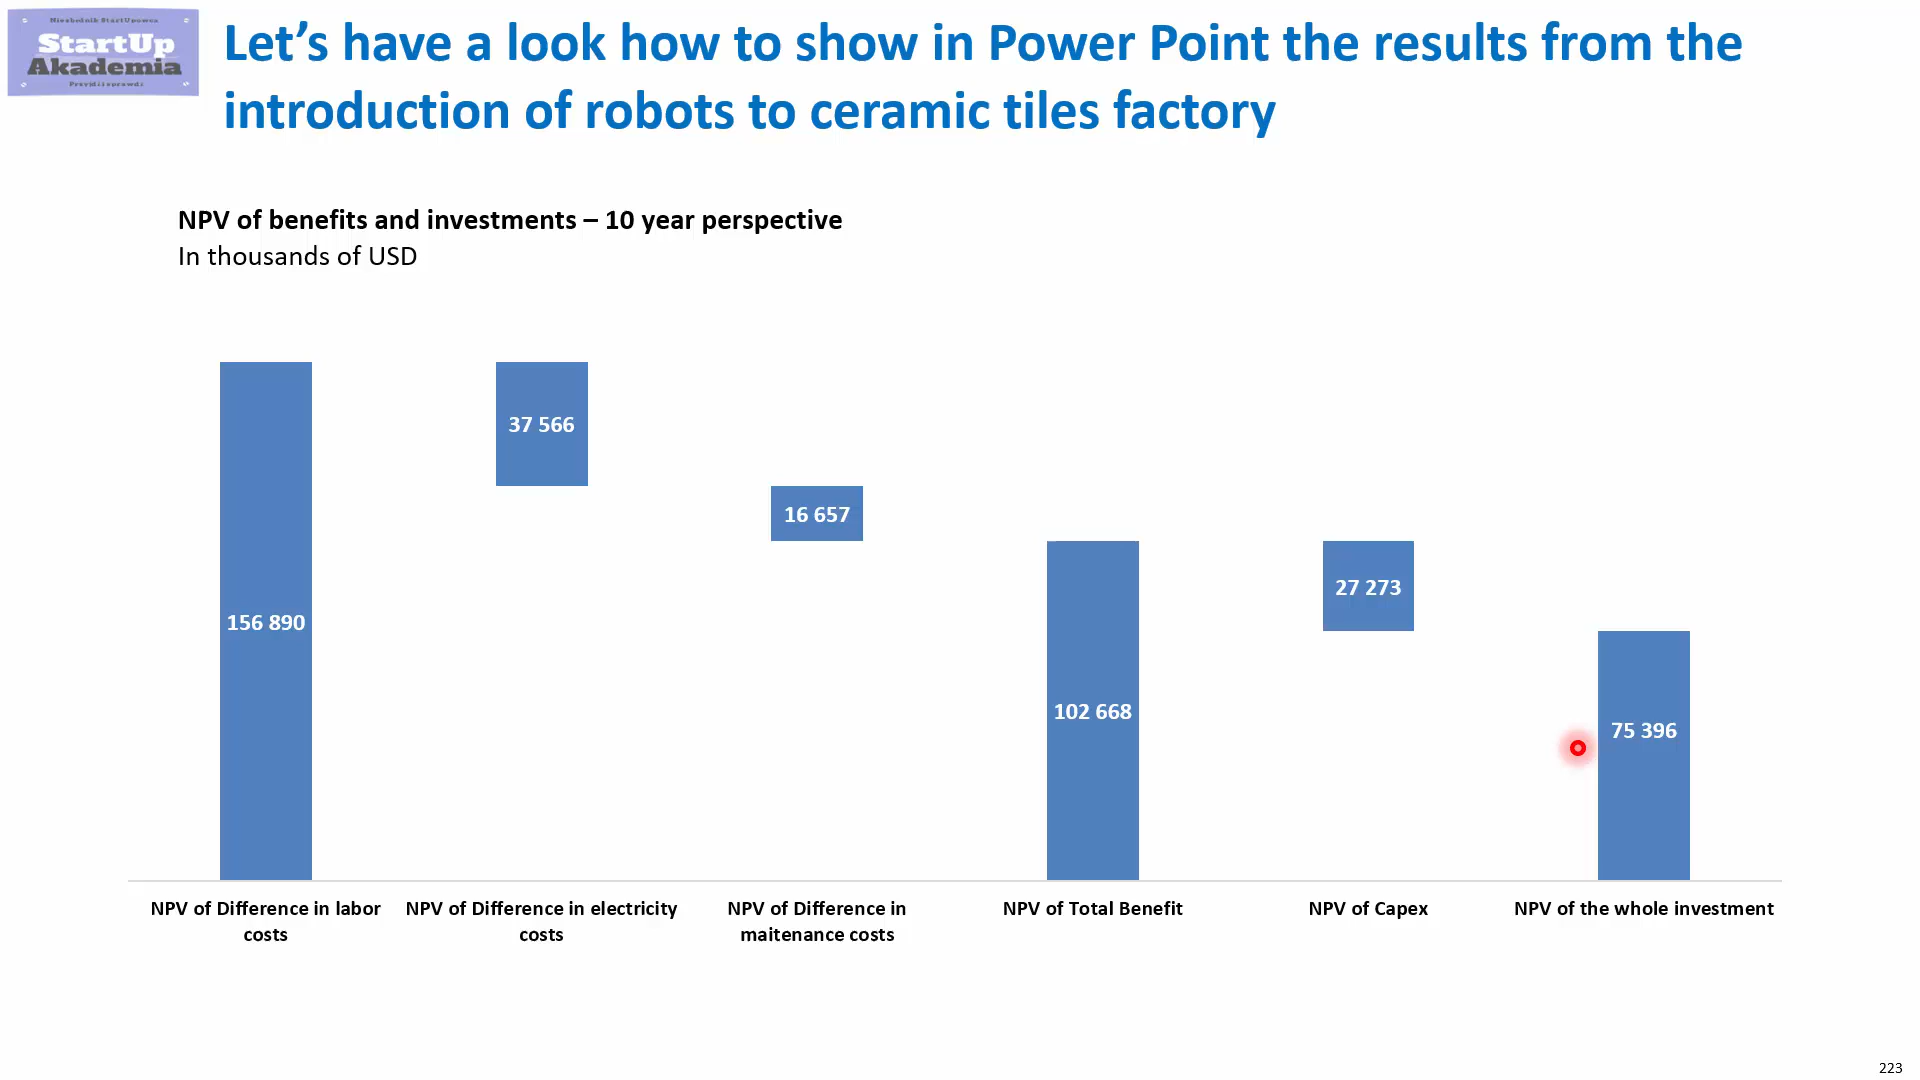 Niezbędnik StartUpowca
StartUp
Akademia
Przyjdź i sprawdź
Let’s have a look how to show in Power Point the results from the
introduction of robots to ceramic tiles factory
NPV of benefits and investments – 10 year perspective
In thousands of USD
37 566
16 657
27 273
156 890
102 668
75 396
NPV of Difference in labor
costs
NPV of Difference in electricity
costs
NPV of Difference in
maitenance costs
NPV of Total Benefit
NPV of Capex
NPV of the whole investment
223